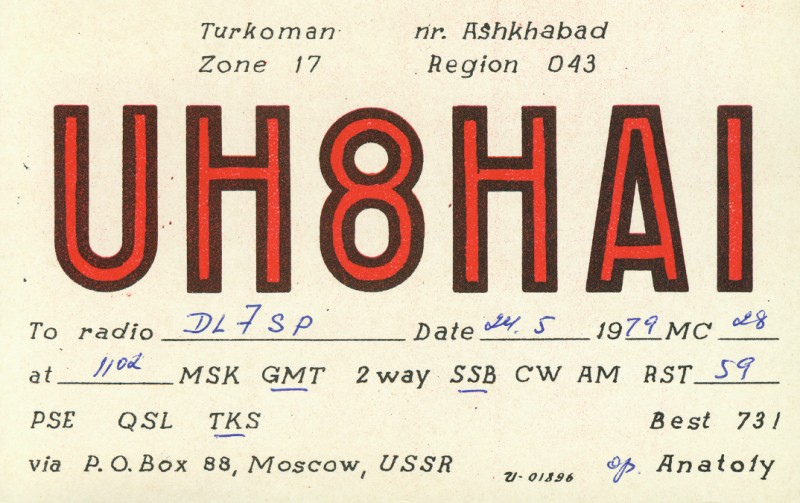 Turkoman nr. Ashkhabad
Zone 17 Region 043
UH8HAI
To radio DL7SP Date 24.5 1979 MC 28
at 1102 MSK GMT 2way SSB CW AM RST 59
PSE QSL TKS Best 73!
via P.O.Box 88, Moscow, USSR U-01896 op. Anatoly